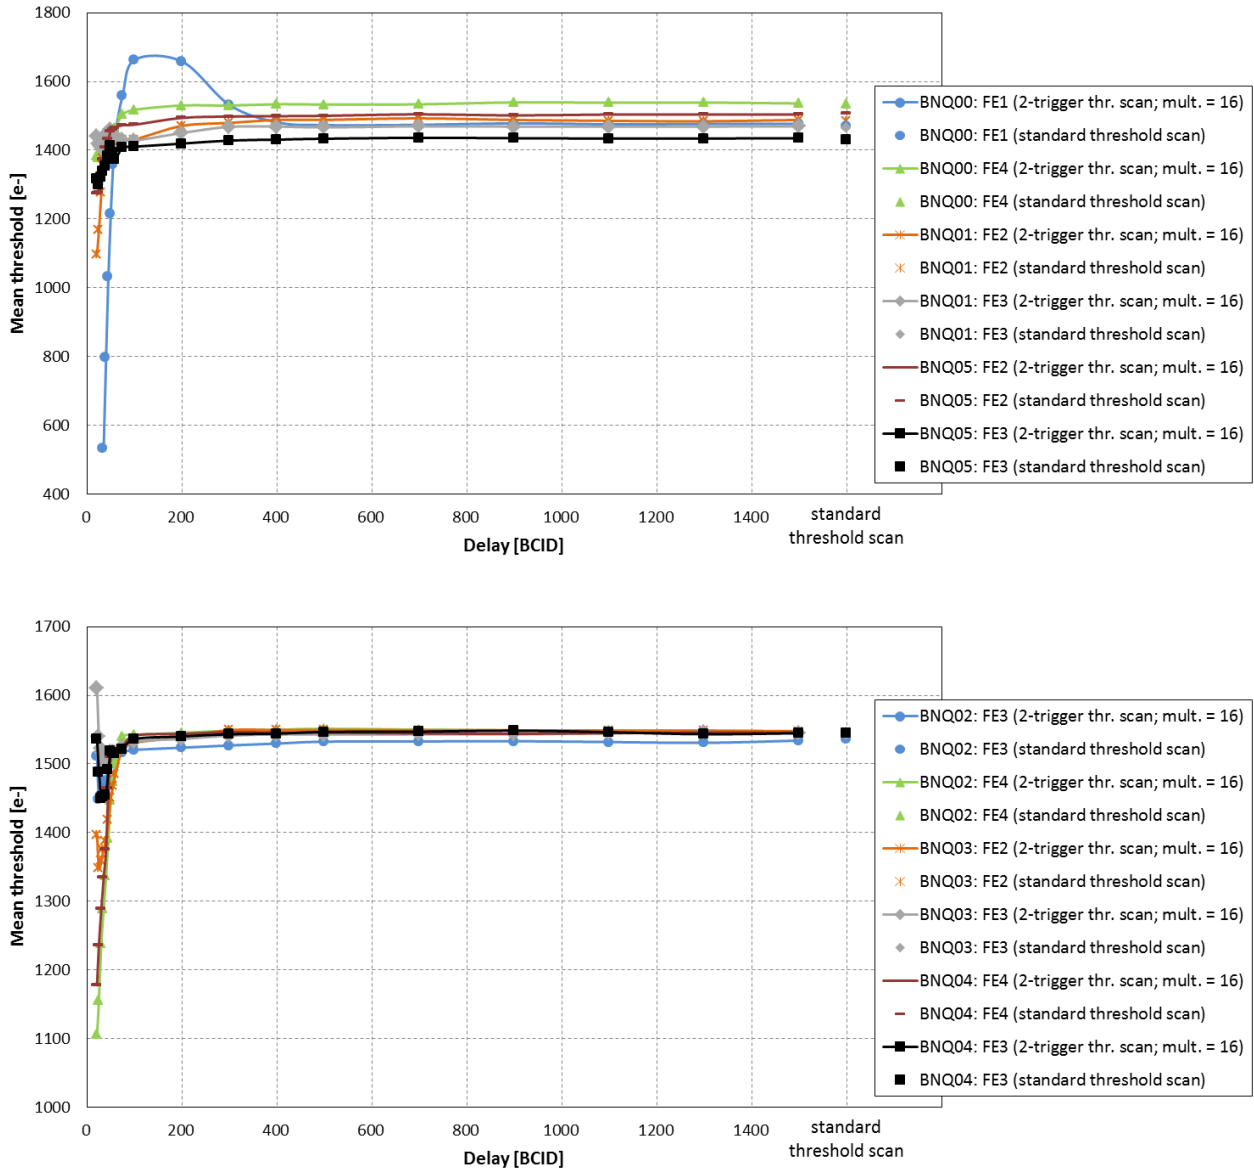 1800
1600
1400
1200
1000
800
600
400
Mean threshold [e-]
0 200 400 600 800 1000 1200 1400 standard
threshold scan
Delay [BCID]
BNQ00: FE1 (2-trigger thr. scan; mult. = 16)
BNQ00: FE1 (standard threshold scan)
BNQ00: FE4 (2-trigger thr. scan; mult. = 16)
BNQ00: FE4 (standard threshold scan)
BNQ01: FE2 (2-trigger thr. scan; mult. = 16)
BNQ01: FE2 (standard threshold scan)
BNQ01: FE3 (2-trigger thr. scan; mult. = 16)
BNQ01: FE3 (standard threshold scan)
BNQ05: FE2 (2-trigger thr. scan; mult. = 16)
BNQ05: FE2 (standard threshold scan)
BNQ05: FE3 (2-trigger thr. scan; mult. = 16)
BNQ05: FE3 (standard threshold scan)
1700
1600
1500
1400
1300
1200
1100
1000
Mean threshold [e-]
0 200 400 600 800 1000 1200 1400 standard
threshold scan
Delay [BCID]
BNQ02: FE3 (2-trigger thr. scan; mult. = 16)
BNQ02: FE3 (standard threshold scan)
BNQ02: FE4 (2-trigger thr. scan; mult. = 16)
BNQ02: FE4 (standard threshold scan)
BNQ03: FE2 (2-trigger thr. scan; mult. = 16)
BNQ03: FE2 (standard threshold scan)
BNQ03: FE3 (2-trigger thr. scan; mult. = 16)
BNQ03: FE3 (standard threshold scan)
BNQ04: FE4 (2-trigger thr. scan; mult. = 16)
BNQ04: FE4 (standard threshold scan)
BNQ04: FE3 (2-trigger thr. scan; mult. = 16)
BNQ04: FE3 (standard threshold scan)